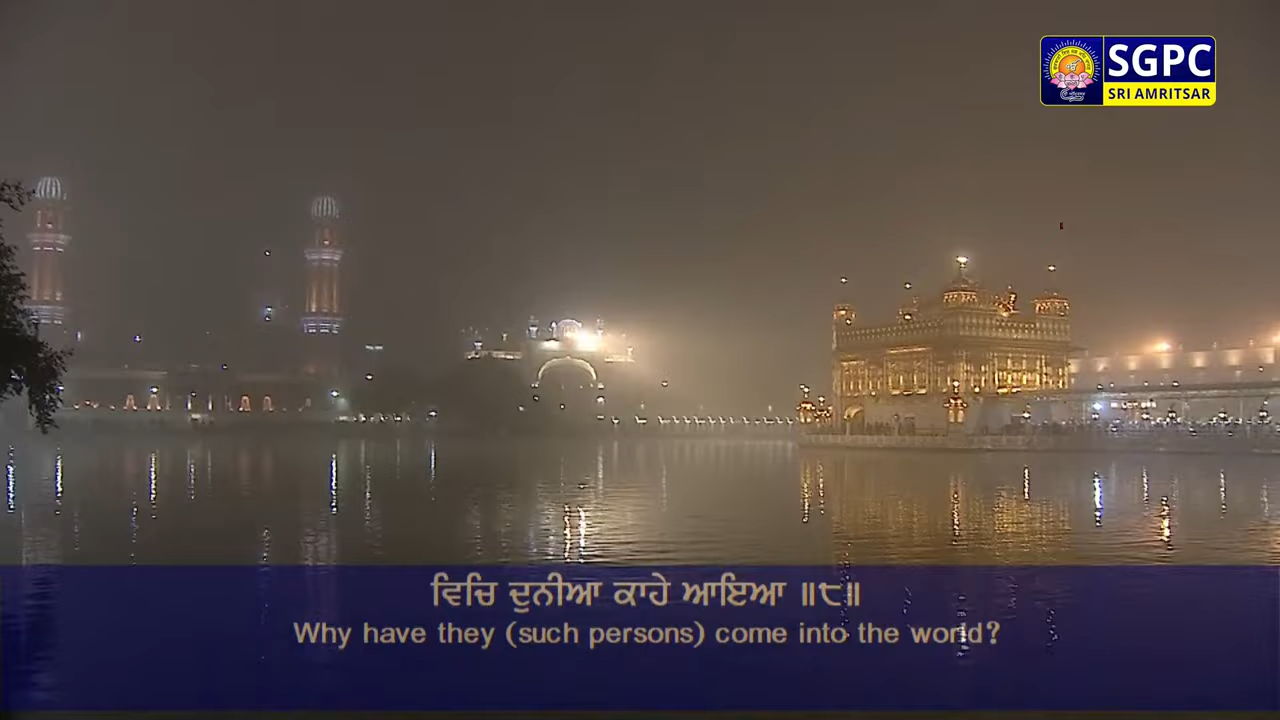 SGPC
SRI AMRITSAR
ਵਿਚਿ ਦੁਨੀਆ ਕਾਹੇ ਆਇਆ ॥੮॥
Why have they (such persons) come into the world?